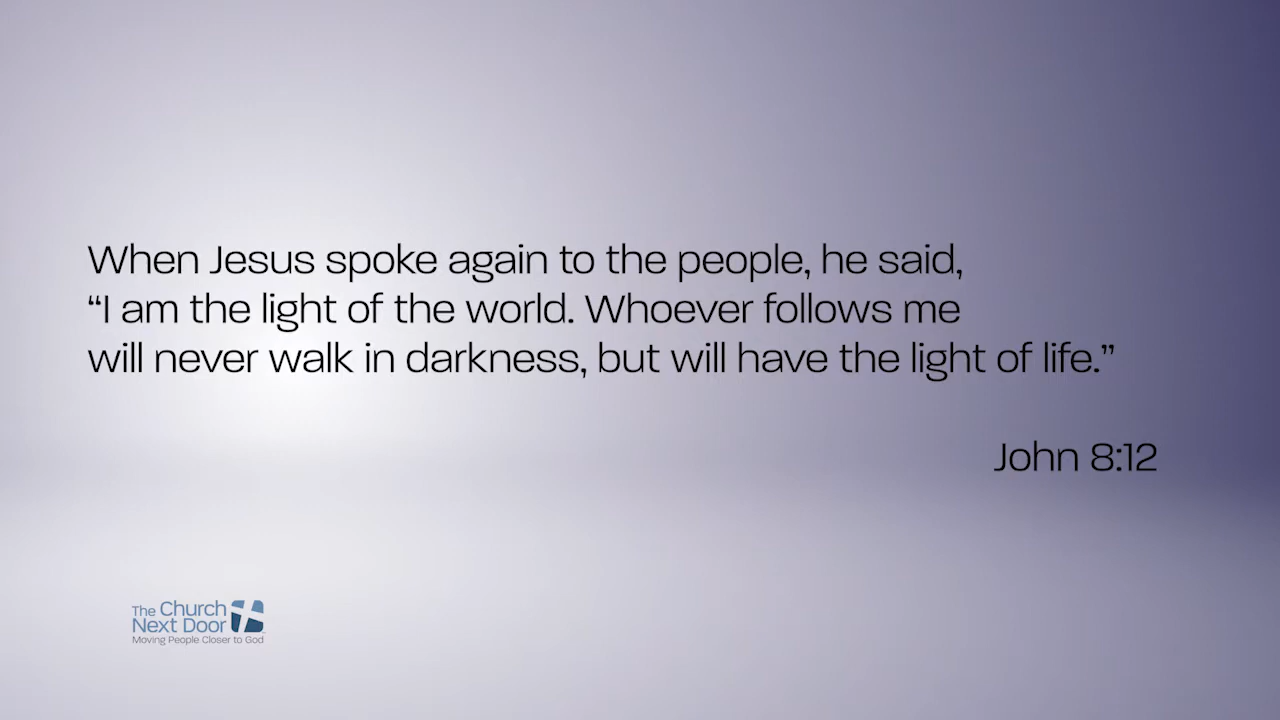 When Jesus spoke again to the people, he said,
“I am the light of the world. Whoever follows me
will never walk in darkness, but will have the light of life.”
John 8:12
The Church
Next Door
Moving People Closer to God